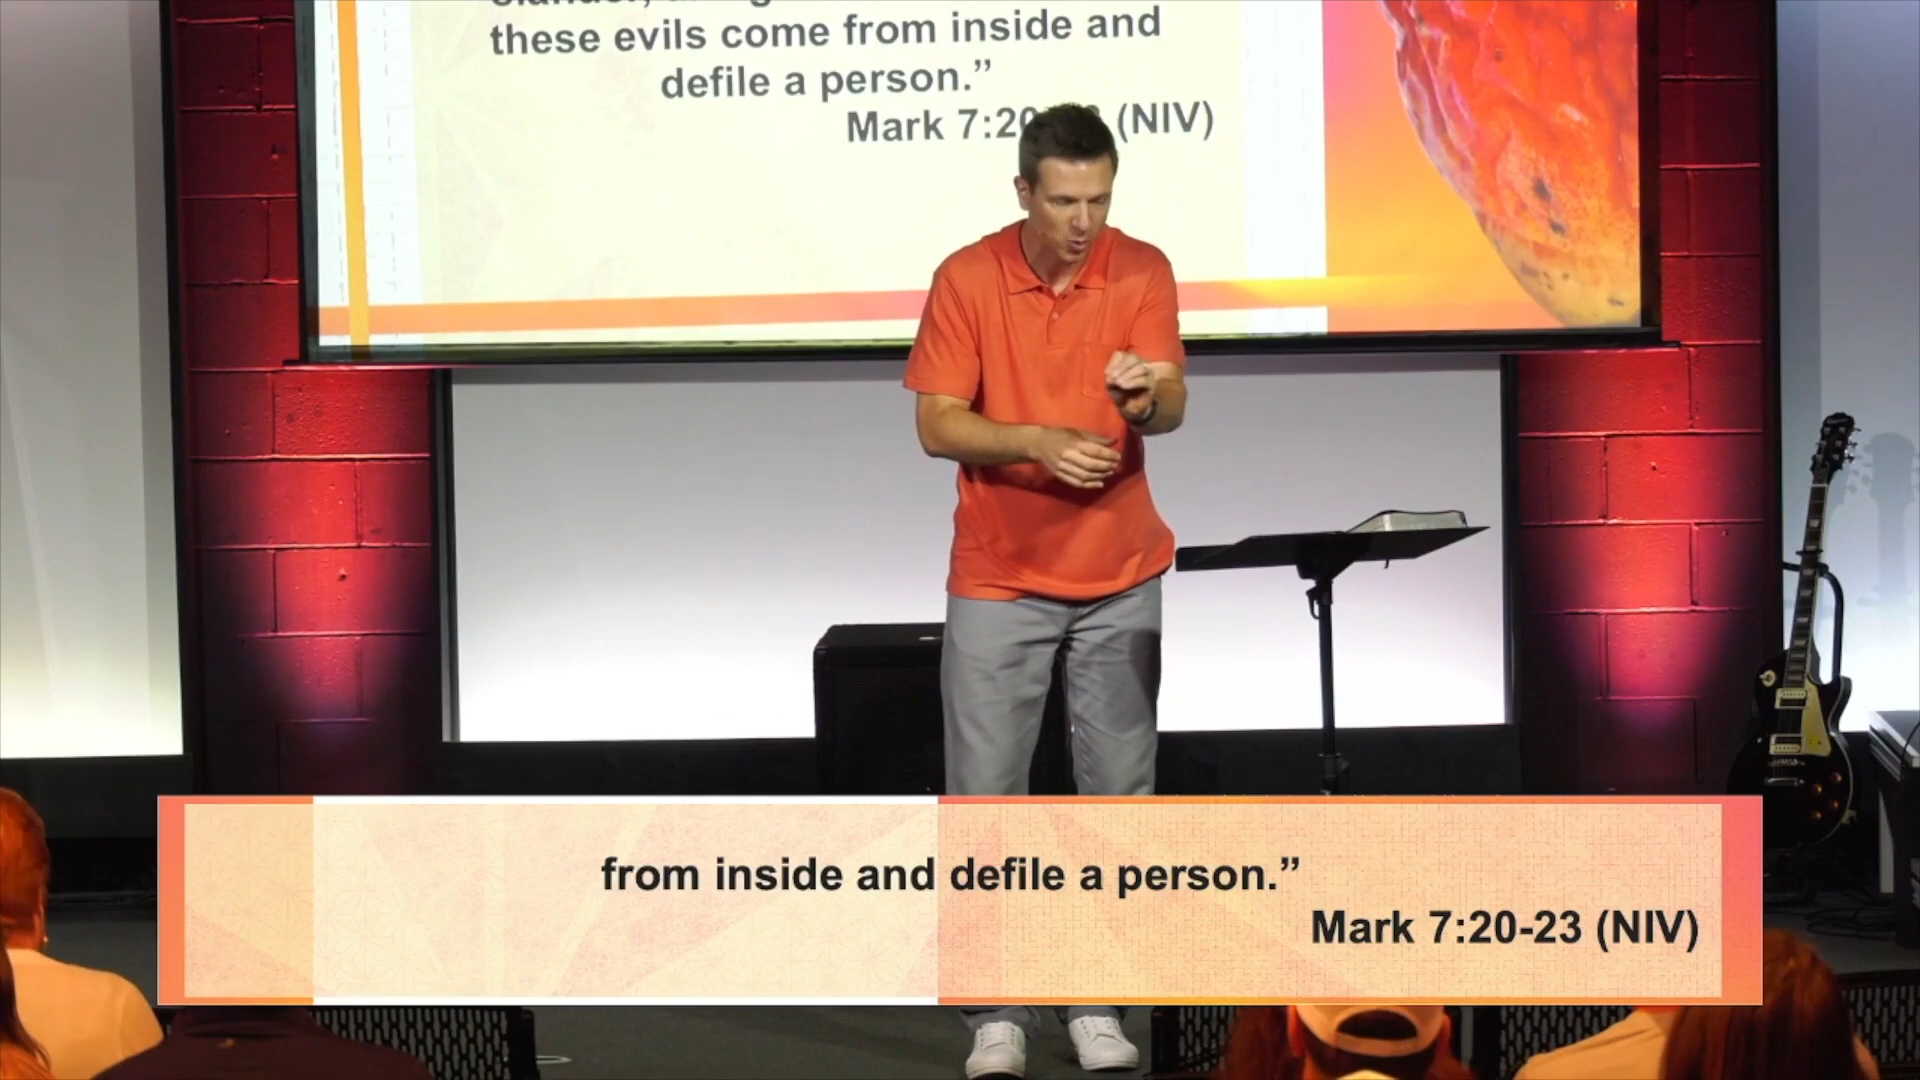 these evils come from inside and
defile a person.”
Mark 7:20 (NIV)
from inside and defile a person.”
Mark 7:20-23 (NIV)